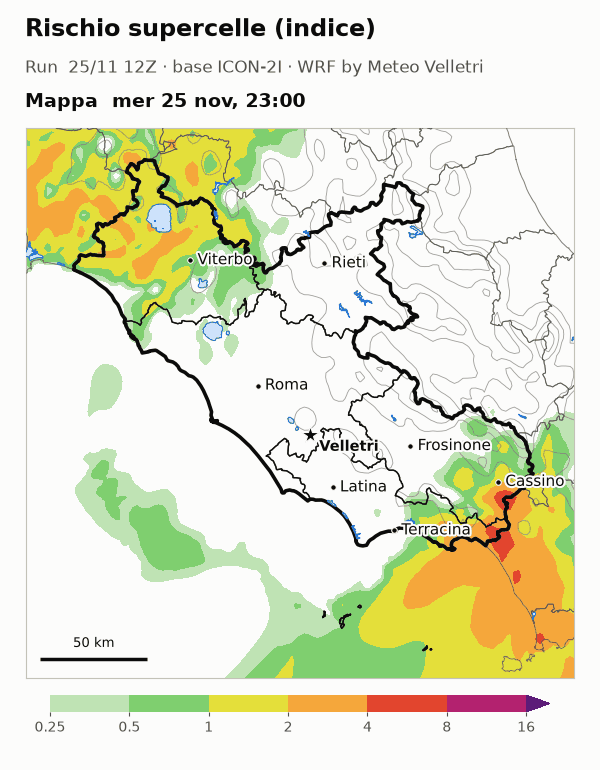 Rischio supercelle (indice)
Run  25/11 12Z · base ICON-2I · WRF by Meteo Velletri
Mappa  mer 25 nov, 23:00
Viterbo
Rieti
Roma
Velletri
Frosinone
Cassino
Latina
Terracina
50 km
0.25 0.5 1 2 4 8 16